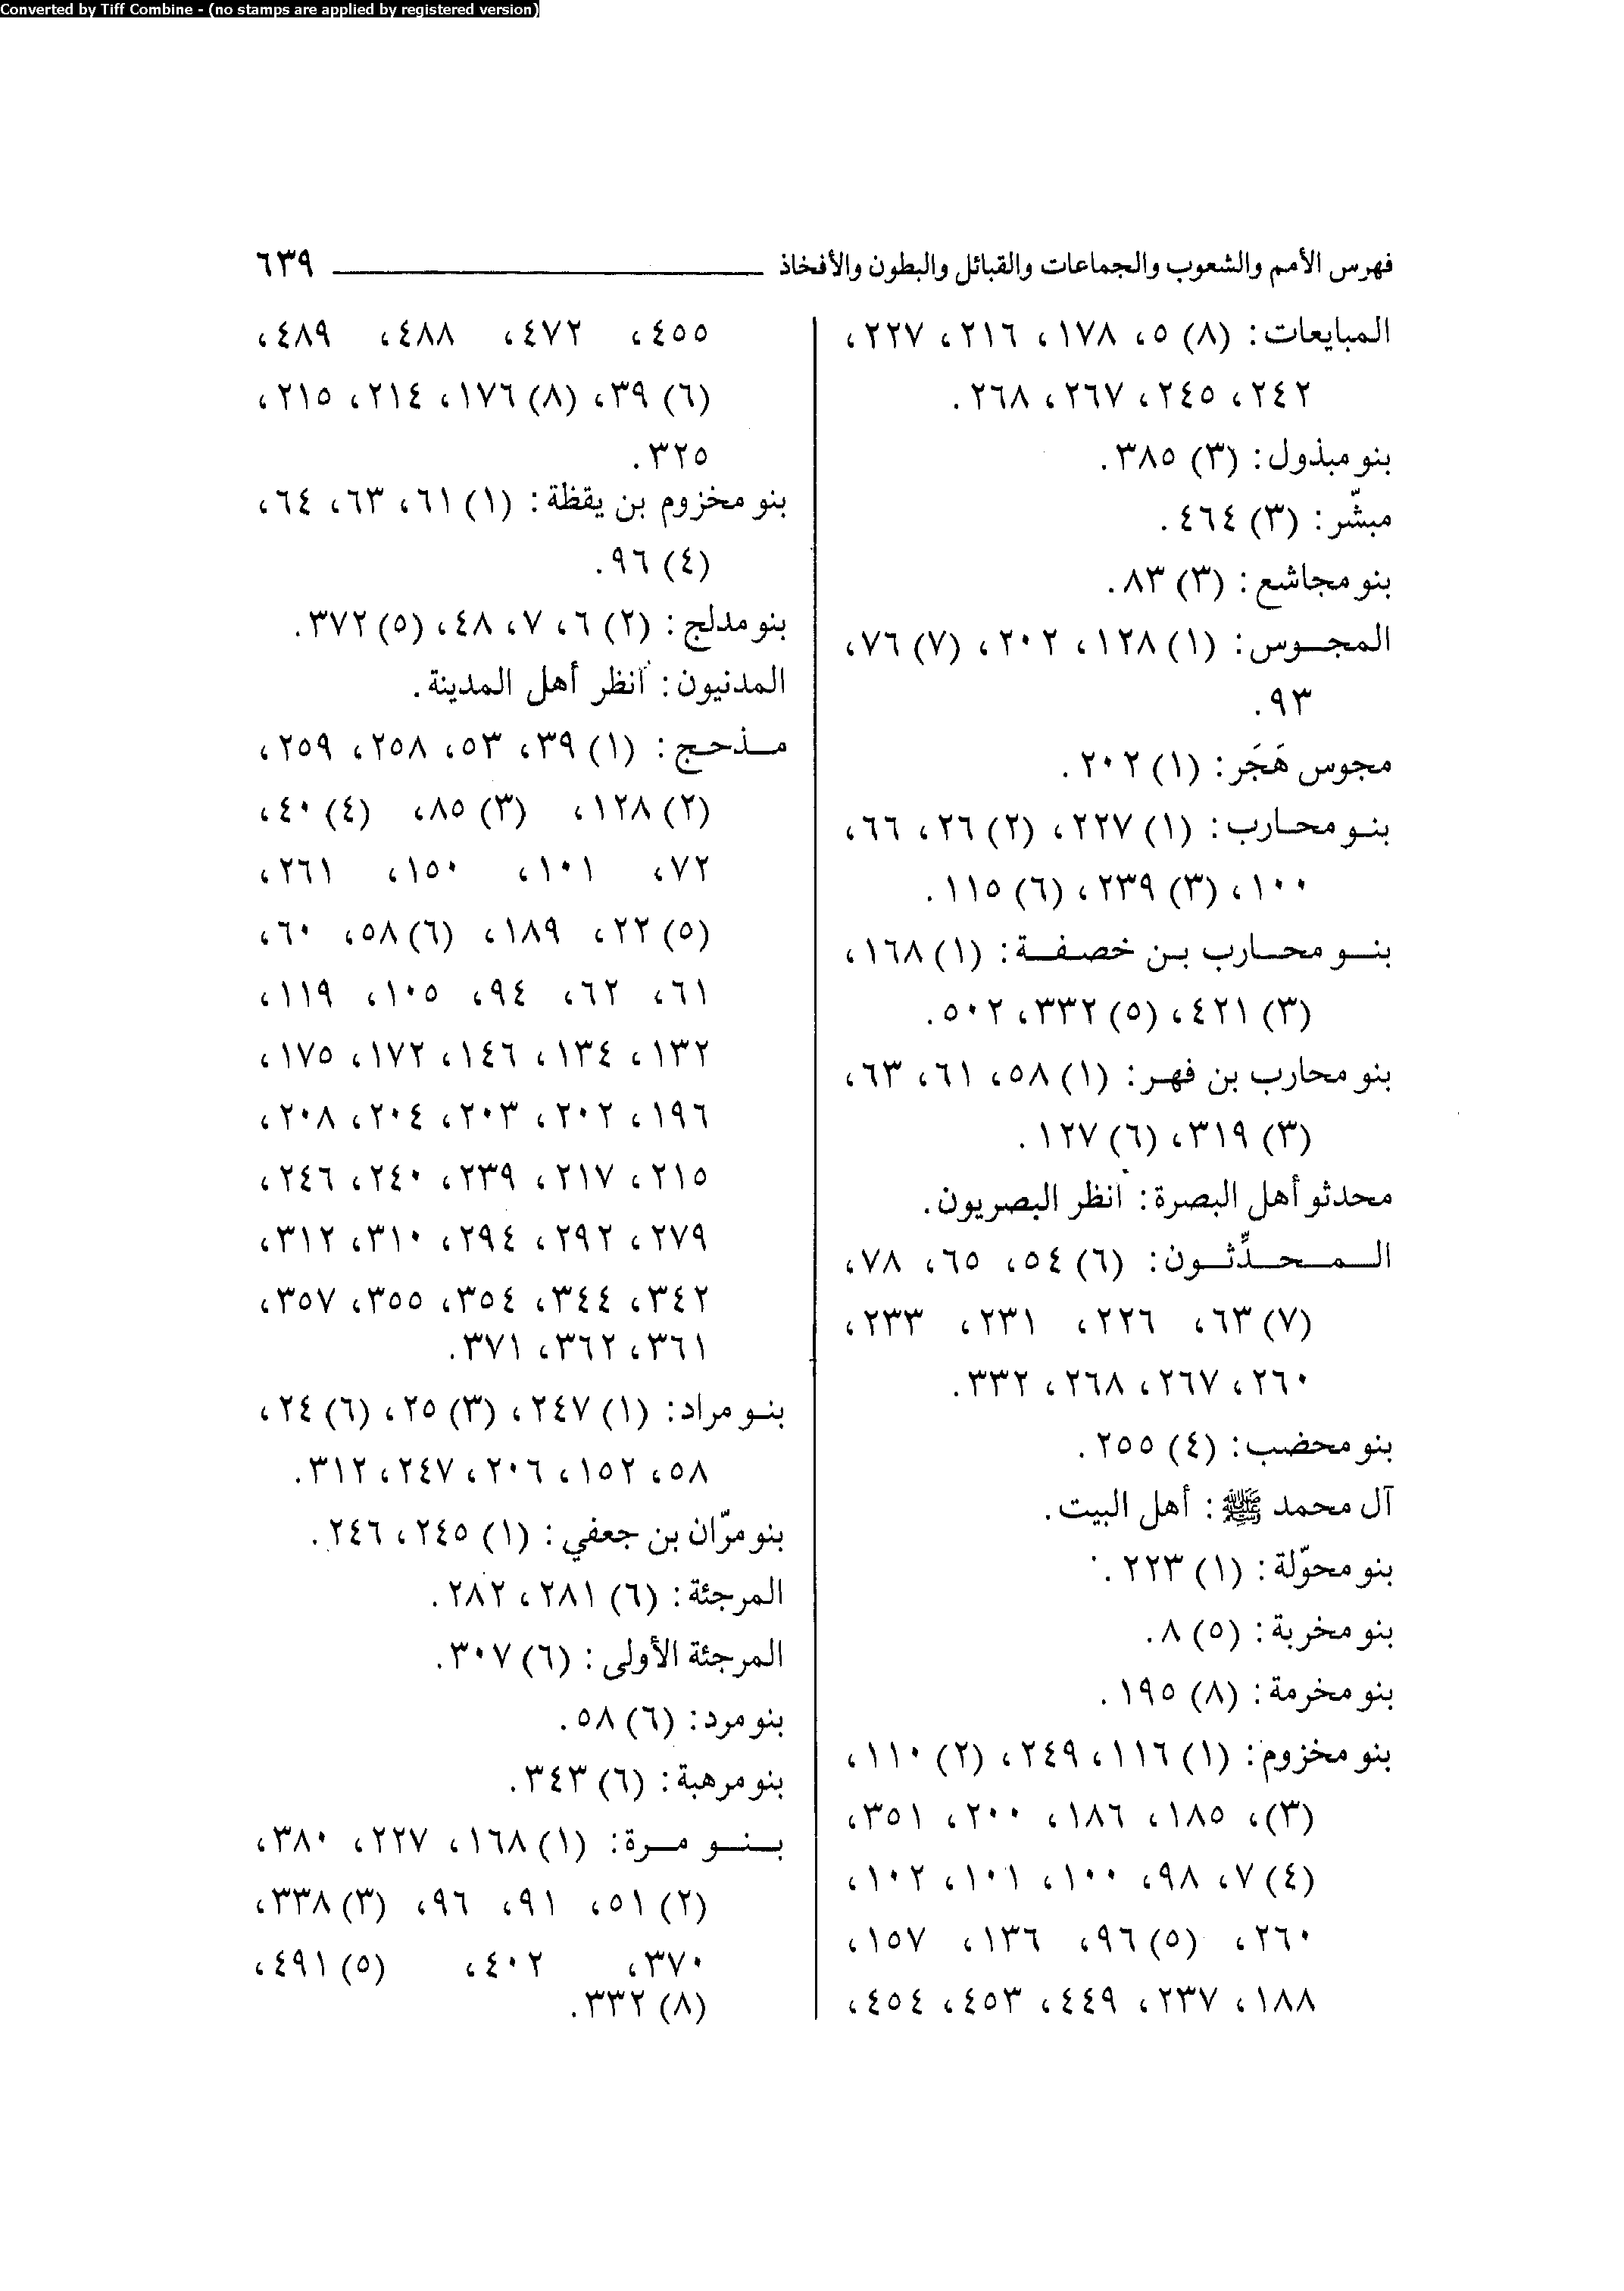 Converted by Tiff Combine - (no stamps are applied by registered version)
فهرس الأمم والشعوب والجماعات والقبائل والبطون والأفخاذ ٦٣٩
المبايعات: (٨) ٥، ١٧٨، ٢١٦، ٢٢٧،
٢٤٢، ٢٤٥، ٢٦٧، ٢٦٨.
بنو مبذول: (٣) ٣٨٥.
مبشّر: (٣) ٤٦٤.
بنو مجاشع: (٣) ٨٣.
المجوس: (١) ١٢٨، ٢٠٢، (٧) ٧٦،
٩٣.
مجوس هَجَر: (١) ٢٠٢.
بنو محارب: (١) ٢٢٧، (٢) ٢٦، ٦٦،
١٠٠، (٣) ٢٣٩، (٦) ١١٥.
بنو محارب بن خصفة: (١) ١٦٨،
(٣) ٤٢١، (٥) ٣٣٢، ٥٠٢.
بنو محارب بن فهر: (١) ٥٨، ٦١، ٦٣،
(٣) ٣١٩، (٦) ١٢٧.
محدثو أهل البصرة: انظر البصريون.
المحدِّثون: (٦) ٥٤، ٦٥، ٧٨،
(٧) ٦٣، ٢٢٦، ٢٣١، ٢٣٣،
٢٦٠، ٢٦٧، ٢٦٨، ٣٣٢.
بنو محضب: (٤) ٢٥٥.
آل محمد ﷺ: أهل البيت.
بنو محوّلة: (١) ٢٢٣.
بنو مخربة: (٥) ٨.
بنو مخرمة: (٨) ١٩٥.
بنو مخزوم: (١) ١١٦، ٢٤٩، (٢) ١١٠،
(٣)، ١٨٥، ١٨٦، ٢٠٠، ٣٥١،
(٤) ٧، ٩٨، ١٠٠، ١٠١، ١٠٢،
٢٦٠، (٥) ٩٦، ١٣٦، ١٥٧،
١٨٨، ٢٣٧، ٤٤٩، ٤٥٣، ٤٥٤،
٤٥٥، ٤٧٢، ٤٨٨، ٤٨٩،
(٦) ٣٩، (٨) ١٧٦، ٢١٤، ٢١٥،
٣٢٥.
بنو مخزوم بن يقظة: (١) ٦١، ٦٣، ٦٤،
(٤) ٩٦.
بنو مدلج: (٢) ٦، ٧، ٤٨، (٥) ٣٧٢.
المدنيون: انظر أهل المدينة.
مذحج: (١) ٣٩، ٥٣، ٢٥٨، ٢٥٩،
(٢) ١٢٨، (٣) ٨٥، (٤) ٤٠،
٧٢، ١٠١، ١٥٠، ٢٦١،
(٥) ٢٢، ١٨٩، (٦) ٥٨، ٦٠،
٦١، ٦٢، ٩٤، ١٠٥، ١١٩،
١٣٢، ١٣٤، ١٤٦، ١٧٢، ١٧٥،
١٩٦، ٢٠٢، ٢٠٣، ٢٠٤، ٢٠٨،
٢١٥، ٢١٧، ٢٣٩، ٢٤٠، ٢٤٦،
٢٧٩، ٢٩٢، ٢٩٤، ٣١٠، ٣١٢،
٣٤٢، ٣٤٤، ٣٥٤، ٣٥٥، ٣٥٧،
٣٦١، ٣٦٢، ٣٧١.
بنو مراد: (١) ٢٤٧، (٣) ٢٥، (٦) ٢٤،
٥٨، ١٥٢، ٢٠٦، ٢٤٧، ٣١٢.
بنو مرّان بن جعفي: (١) ٢٤٥، ٢٤٦.
المرجئة: (٦) ٢٨١، ٢٨٢.
المرجئة الأولى: (٦) ٣٠٧.
بنو مرد: (٦) ٥٨.
بنو مرهبة: (٦) ٣٤٣.
بنو مرة: (١) ١٦٨، ٢٢٧، ٣٨٠،
(٢) ٥١، ٩١، ٩٦، (٣) ٣٣٨،
٣٧٠، ٤٠٢، (٥) ٤٩١،
(٨) ٣٣٢.